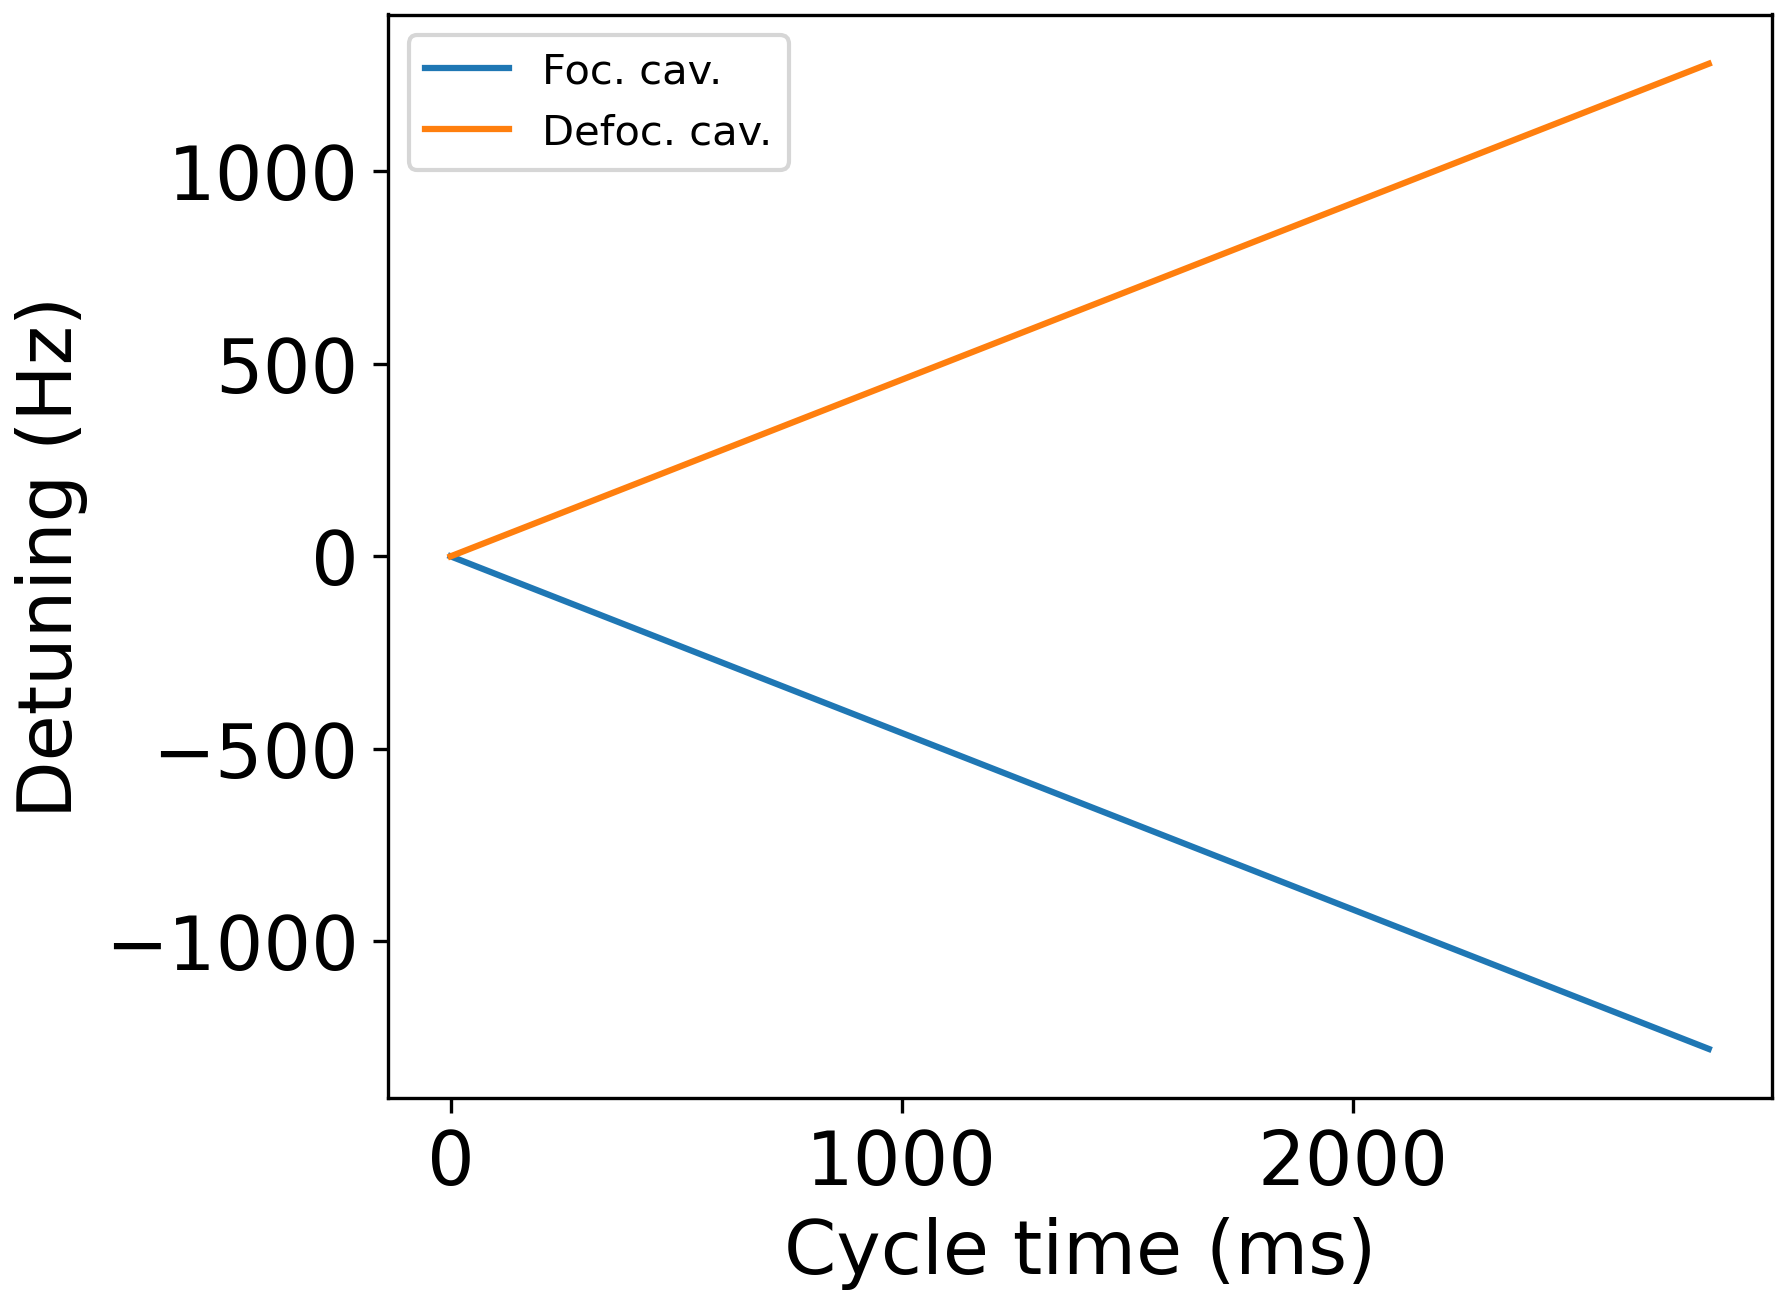 Foc. cav.
Defoc. cav.
1000
500
0
−500
−1000
Detuning (Hz)
0 1000 2000
Cycle time (ms)